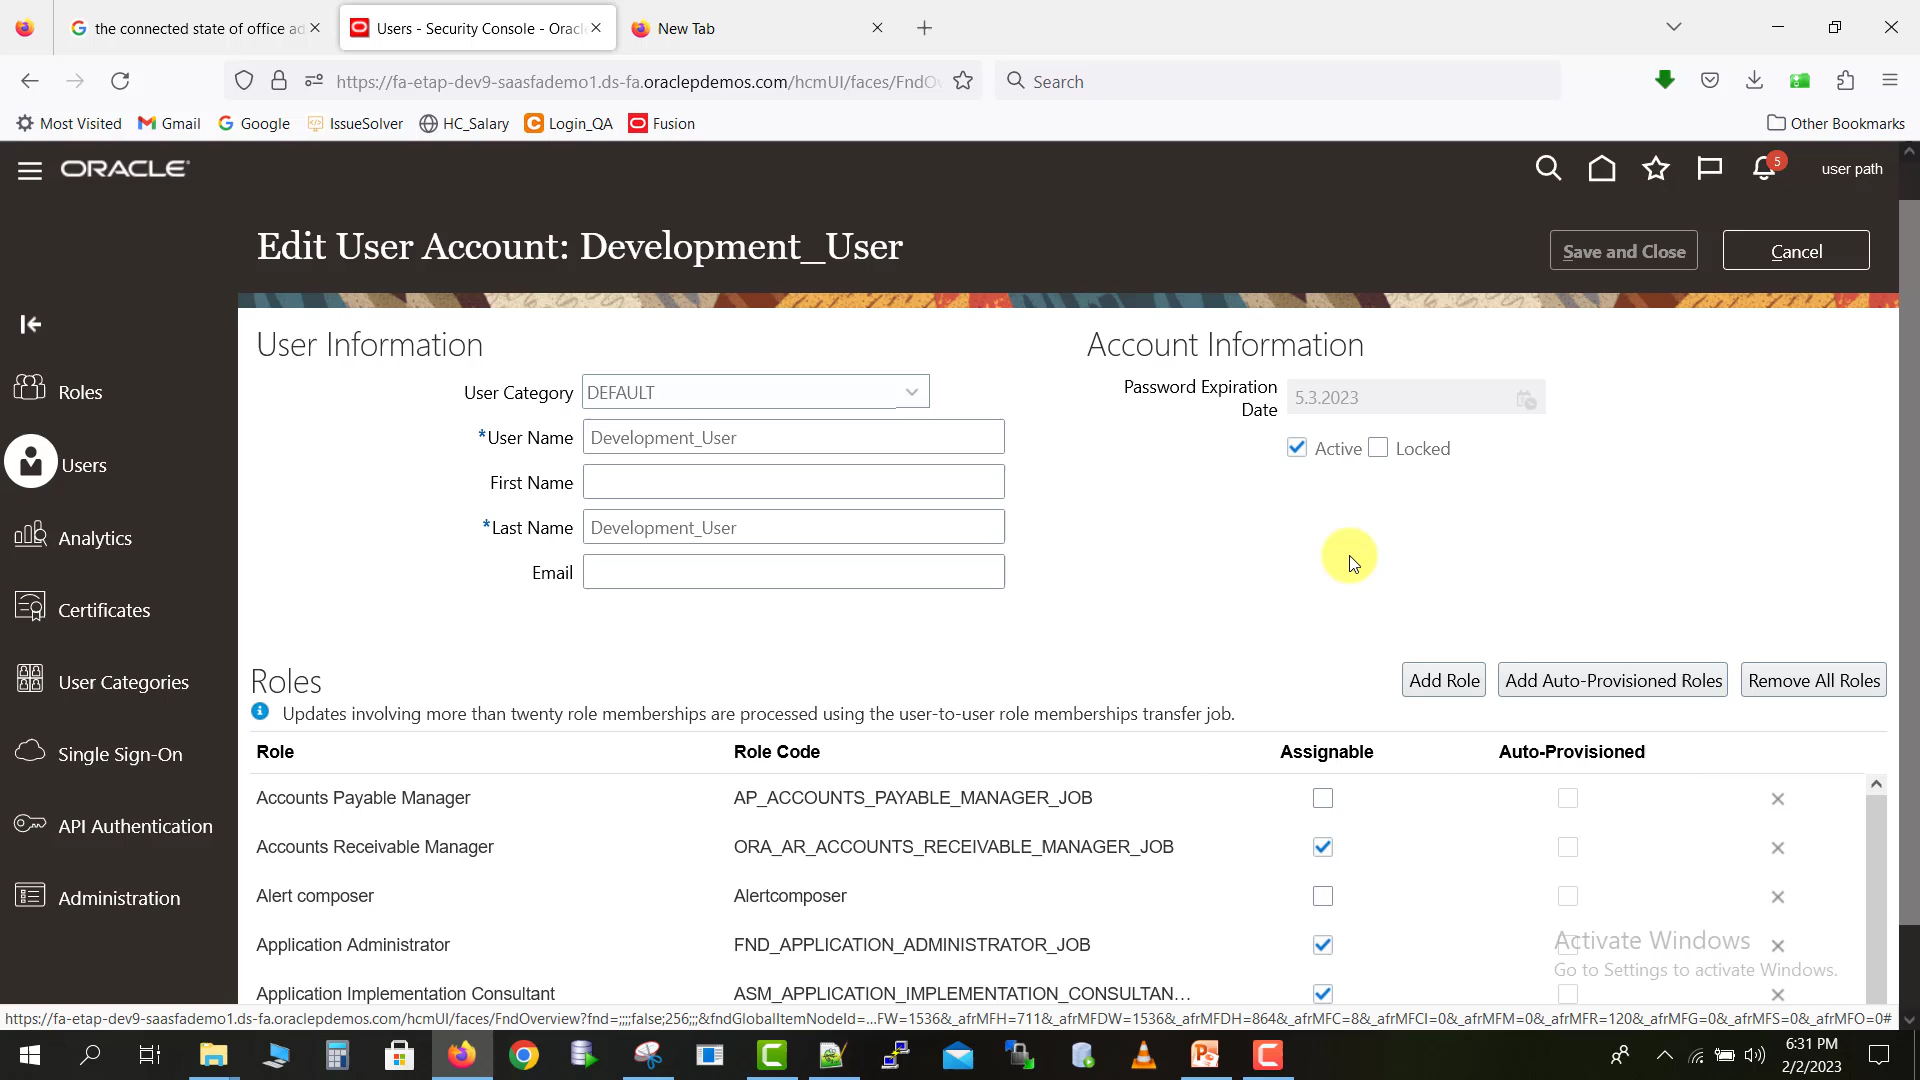 the connected state of office ad
Users - Security Console - Oracle
New Tab
https://fa-etap-dev9-saasfademo1.ds-fa.oraclepdemos.com/hcmUI/faces/FndOv
Search
Most Visited
Gmail
Google
IssueSolver
HC_Salary
Login_QA
Fusion
Other Bookmarks
ORACLE
5
user path
Edit User Account: Development_User
Save and Close
Cancel
Roles
Users
Analytics
Certificates
User Categories
Single Sign-On
API Authentication
Administration
User Information
User Category DEFAULT
*User Name Development_User
First Name
*Last Name Development_User
Email
Account Information
Password Expiration
Date
5.3.2023
Active Locked
Roles
Add Role
Add Auto-Provisioned Roles
Remove All Roles
Updates involving more than twenty role memberships are processed using the user-to-user role memberships transfer job.
Role Role Code Assignable Auto-Provisioned
Accounts Payable Manager AP_ACCOUNTS_PAYABLE_MANAGER_JOB
Accounts Receivable Manager ORA_AR_ACCOUNTS_RECEIVABLE_MANAGER_JOB
Alert composer Alertcomposer
Application Administrator FND_APPLICATION_ADMINISTRATOR_JOB
Application Implementation Consultant ASM_APPLICATION_IMPLEMENTATION_CONSULTAN...
Activate Windows
Go to Settings to activate Windows.
https://fa-etap-dev9-saasfademo1.ds-fa.oraclepdemos.com/hcmUI/faces/FndOverview?fnd=;;;;false;256;;;&fndGlobalItemNodeId=...FW=1536&_afrMFH=711&_afrMFDW=1536&_afrMFDH=864&_afrMFC=8&_afrMFCI=0&_afrMFM=0&_afrMFR=120&_afrMFG=0&_afrMFS=0&_afrMFO=0#
6:31 PM
2/2/2023